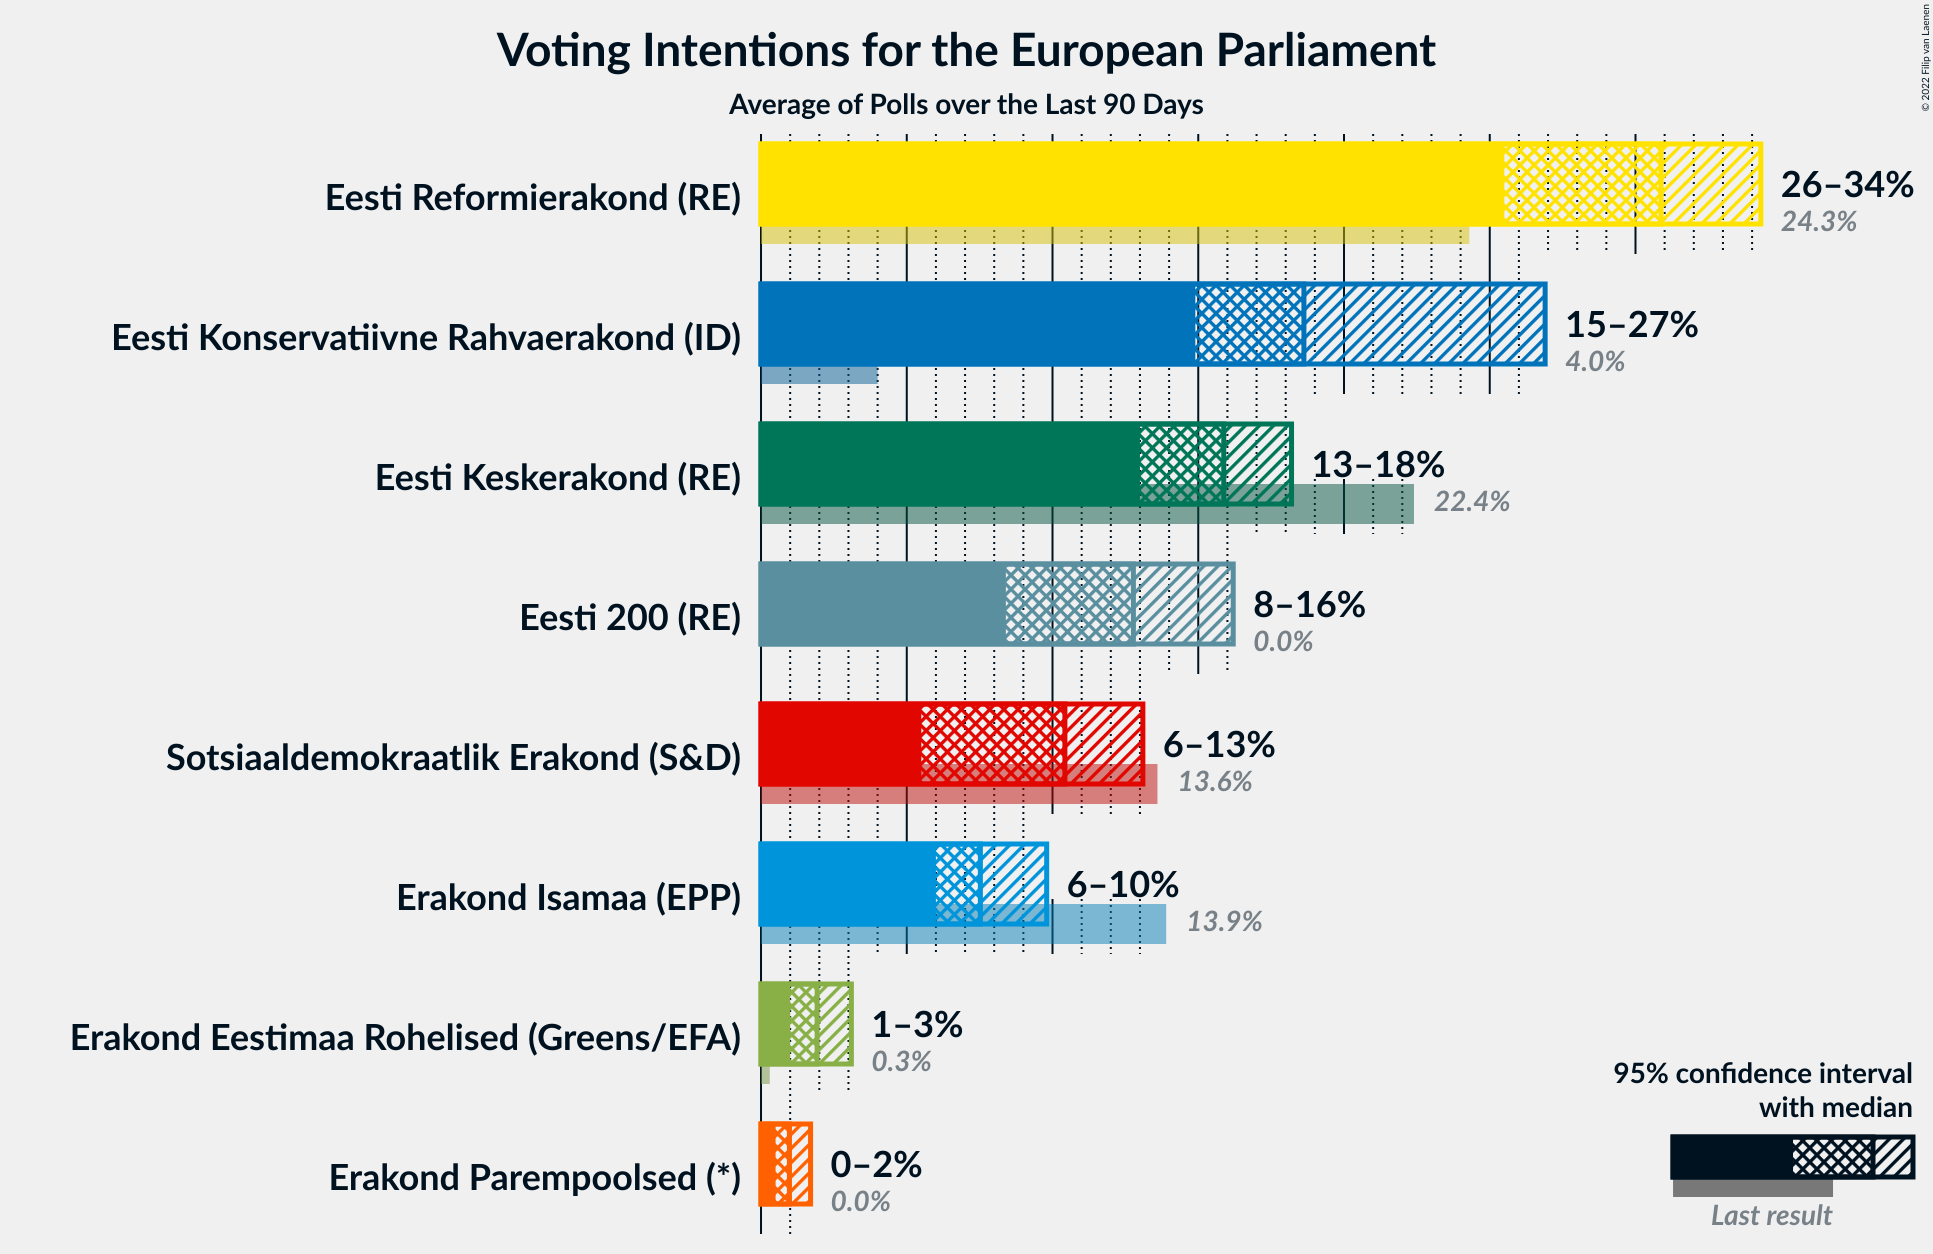 © 2022 Filip van Laenen
Voting Intentions for the European Parliament
Average of Polls over the Last 90 Days
Eesti Reformierakond (RE)
26–34%
24.3%
Eesti Konservatiivne Rahvaerakond (ID)
15–27%
4.0%
Eesti Keskerakond (RE)
13–18%
22.4%
Eesti 200 (RE)
8–16%
0.0%
Sotsiaaldemokraatlik Erakond (S&D)
6–13%
13.6%
Erakond Isamaa (EPP)
6–10%
13.9%
Erakond Eestimaa Rohelised (Greens/EFA)
1–3%
0.3%
Erakond Parempoolsed (*)
0–2%
0.0%
95% confidence interval
with median
Last result